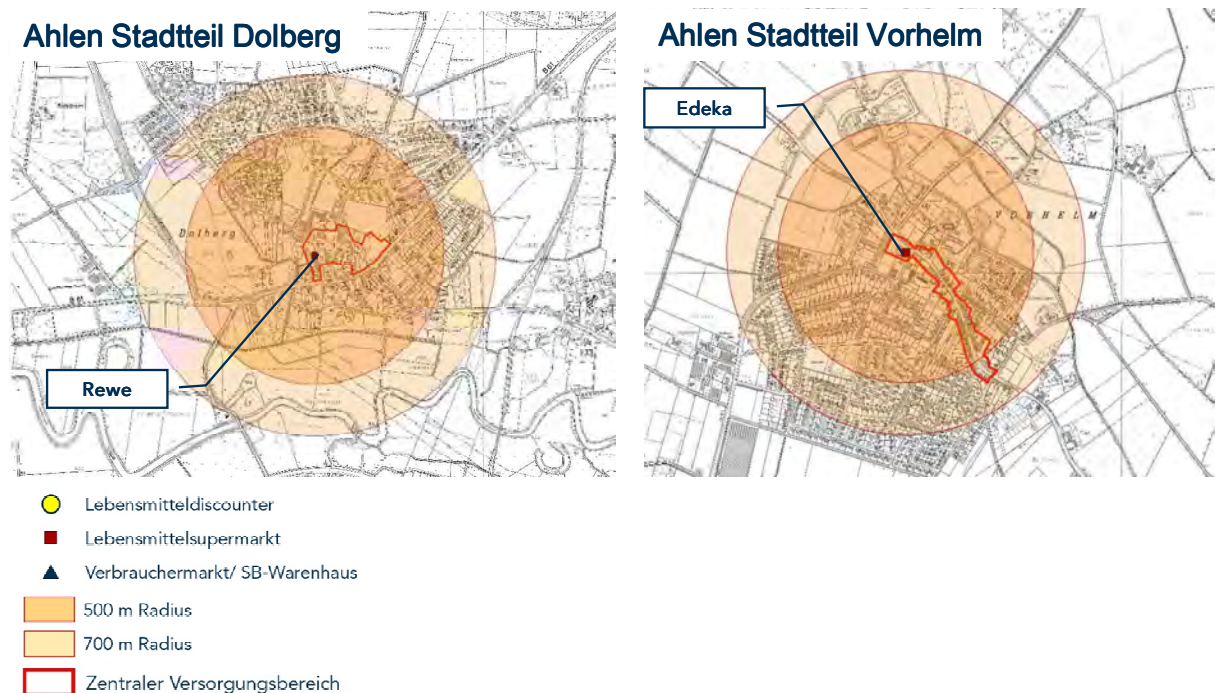 Ahlen Stadtteil Dolberg
B 61
Dolberg
Rewe
Ahlen Stadtteil Vorhelm
Edeka
VORHELM
Lebensmitteldiscounter
Lebensmittelsupermarkt
Verbrauchermarkt/ SB-Warenhaus
500 m Radius
700 m Radius
Zentraler Versorgungsbereich